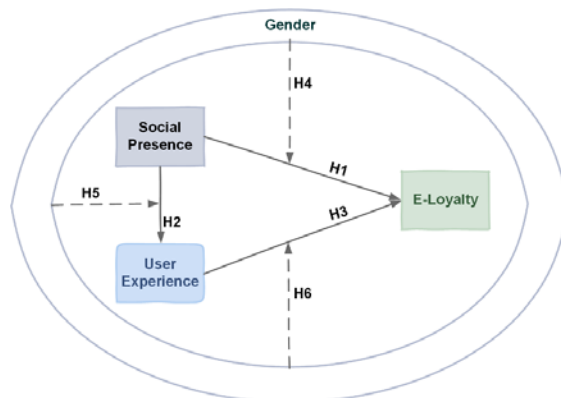 Gender
H4
Social
Presence
H1
H5
E-Loyalty
H3
H2
User
Experience
H6